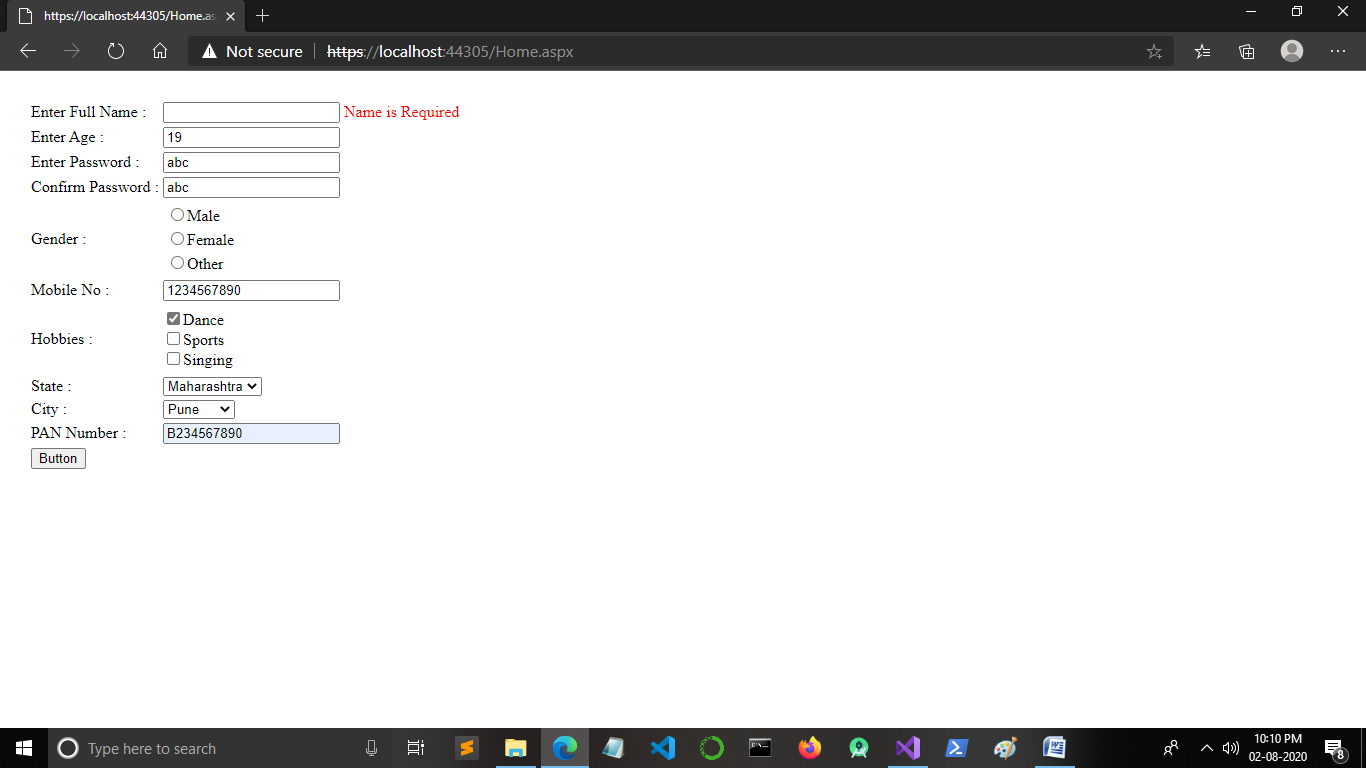 https://localhost:44305/Home.as
Not secure https://localhost:44305/Home.aspx
Enter Full Name : Name is Required
Enter Age : 19
Enter Password : abc
Confirm Password : abc
Male
Gender : Female
Other
Mobile No : 1234567890
Dance
Hobbies : Sports
Singing
State : Maharashtra
City : Pune
PAN Number : B234567890
Button
Type here to search
10:10 PM
02-08-2020
8